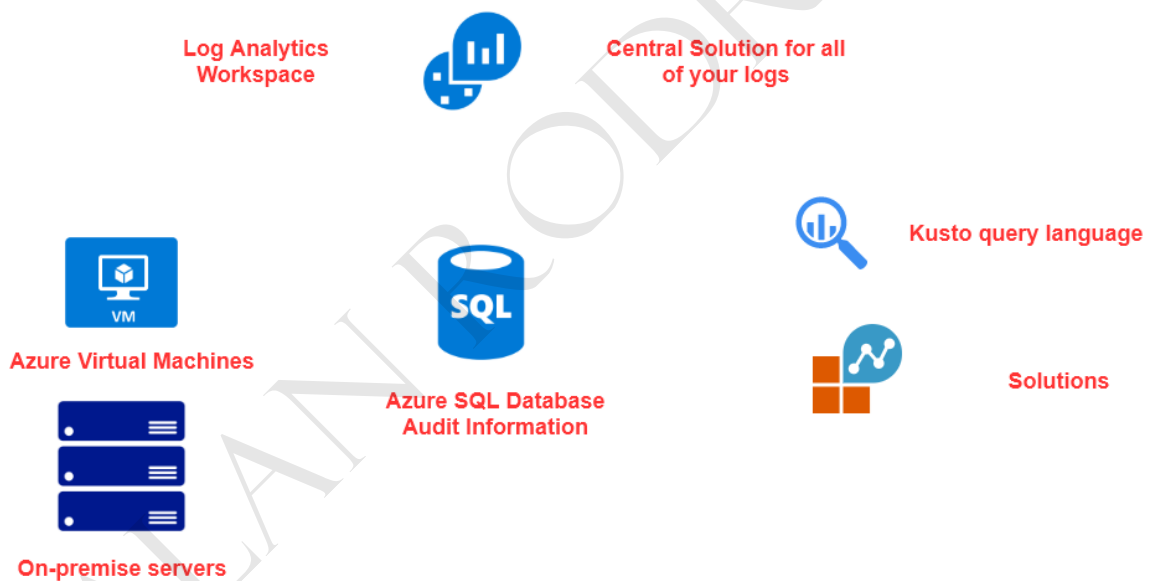 Log Analytics
Workspace
Central Solution for all
of your logs
Kusto query language
VM
Azure Virtual Machines
SQL
Azure SQL Database
Audit Information
Solutions
On-premise servers